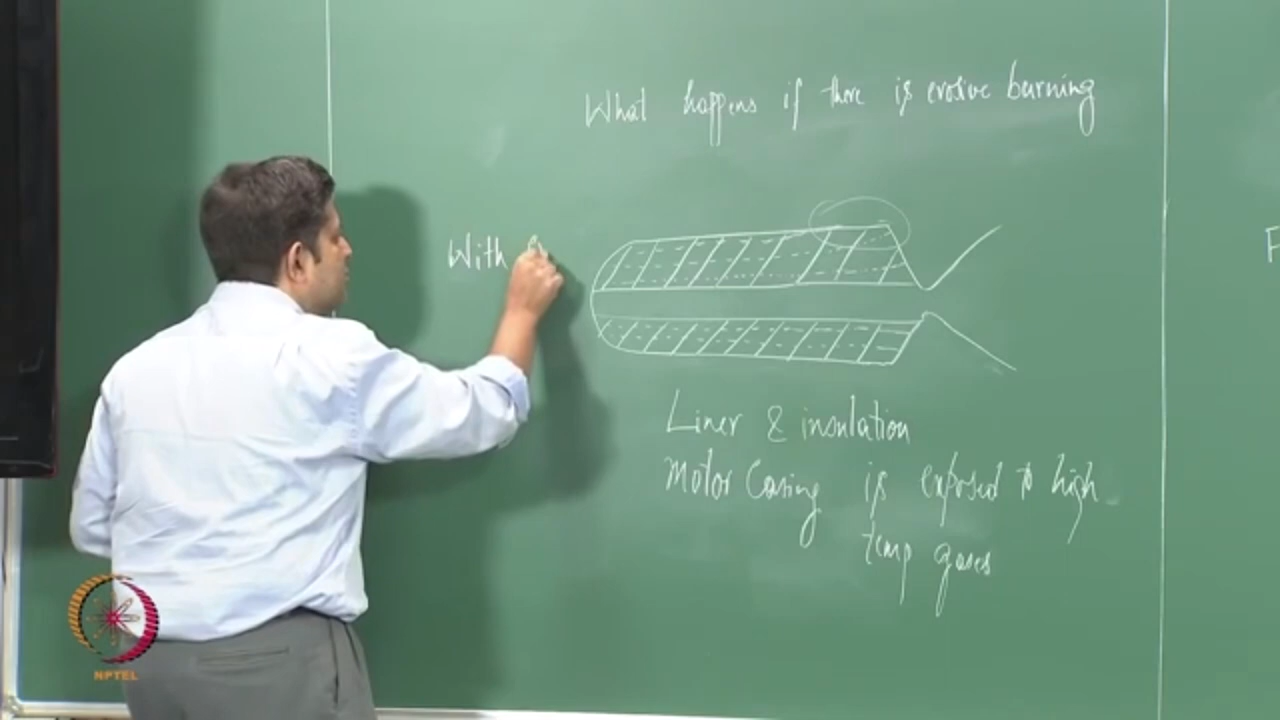 What happens if there is erosive burning
With
Liner & insulation
Motor Casing is exposed to high
temp gases
F
NPTEL